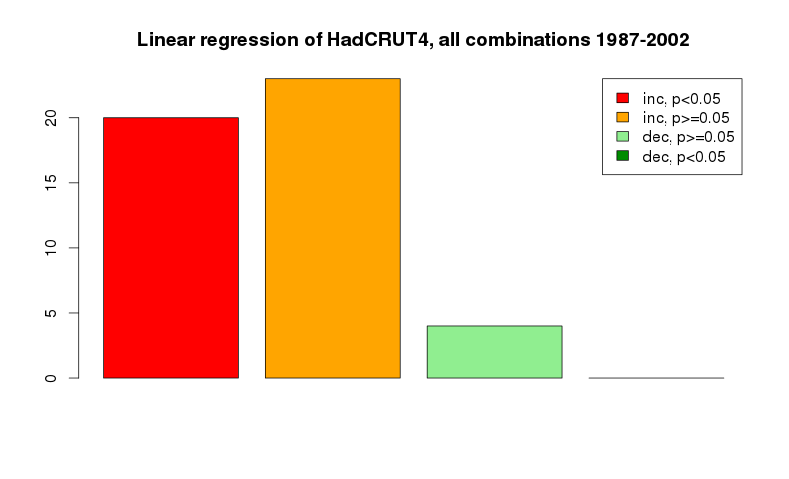 Linear regression of HadCRUT4, all combinations 1987-2002
inc, p<0.05
inc, p>=0.05
dec, p>=0.05
dec, p<0.05
20
15
10
5
0